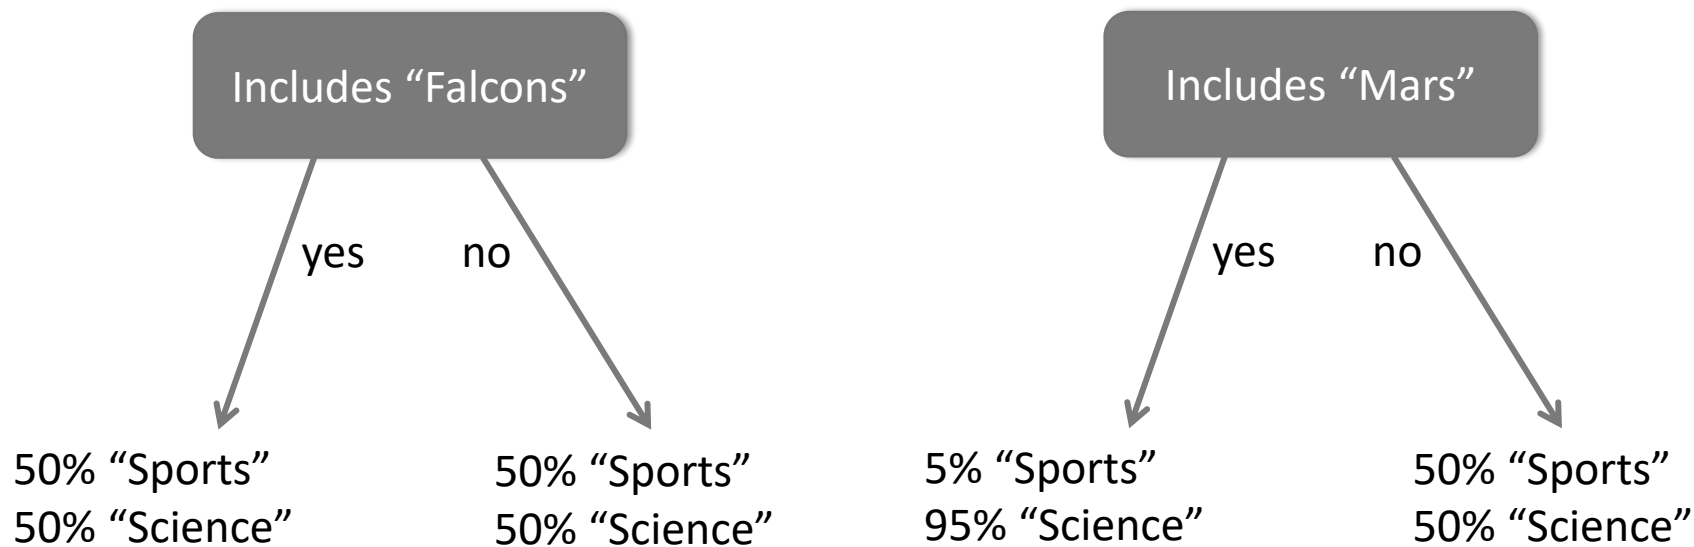 Includes “Falcons”
yes
no
50% “Sports”
50% “Science”
50% “Sports”
50% “Science”
Includes “Mars”
yes
no
5% “Sports”
95% “Science”
50% “Sports”
50% “Science”